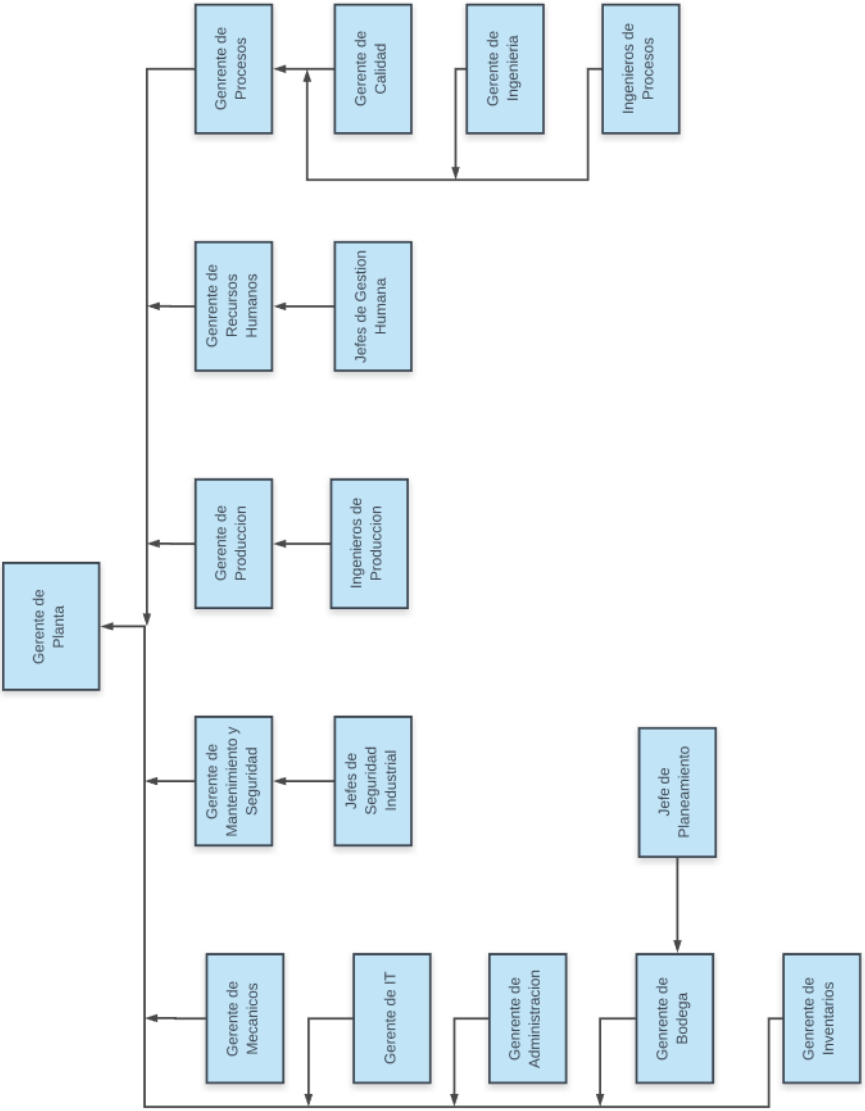 Gerente de
Planta
Gerente de
Mecanicos
Gerente de IT
Genrente de
Administracion
Genrente de
Bodega
Genrente de
Inventarios
Jefe de
Planeamiento
Gerente de
Mantenimiento y
Seguridad
Jefes de
Seguridad
Industrial
Gerente de
Produccion
Ingenieros de
Produccion
Genrente de
Recursos
Humanos
Jefes de Gestion
Humana
Genrente de
Procesos
Gerente de
Calidad
Gerente de
Ingenieria
Ingenieros de
Procesos